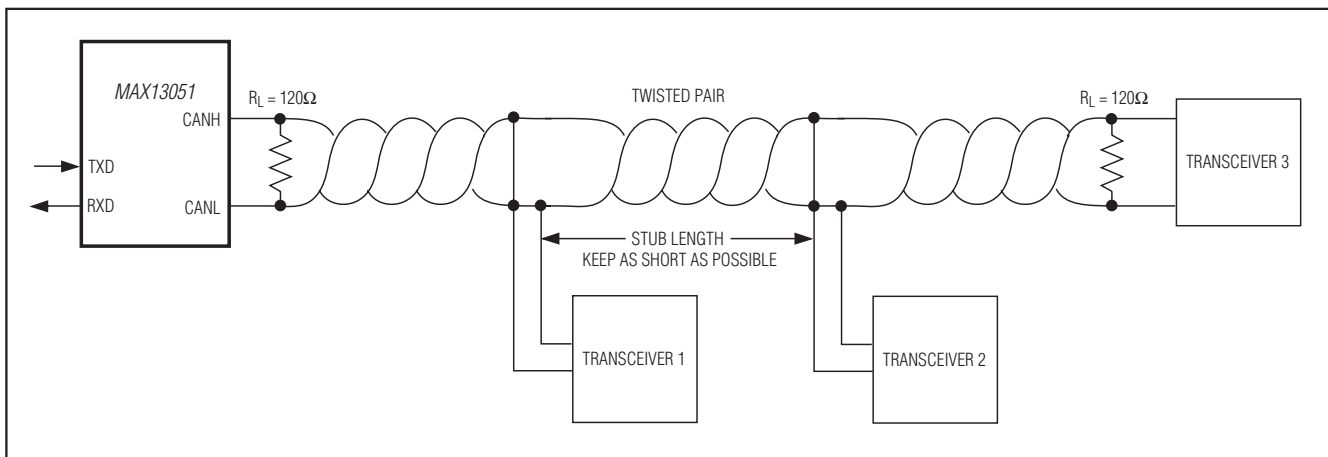 MAX13051
CANH
TXD
RXD
CANL
R_L = 120Ω
TWISTED PAIR
STUB LENGTH
KEEP AS SHORT AS POSSIBLE
R_L = 120Ω
TRANSCEIVER 3
TRANSCEIVER 1
TRANSCEIVER 2